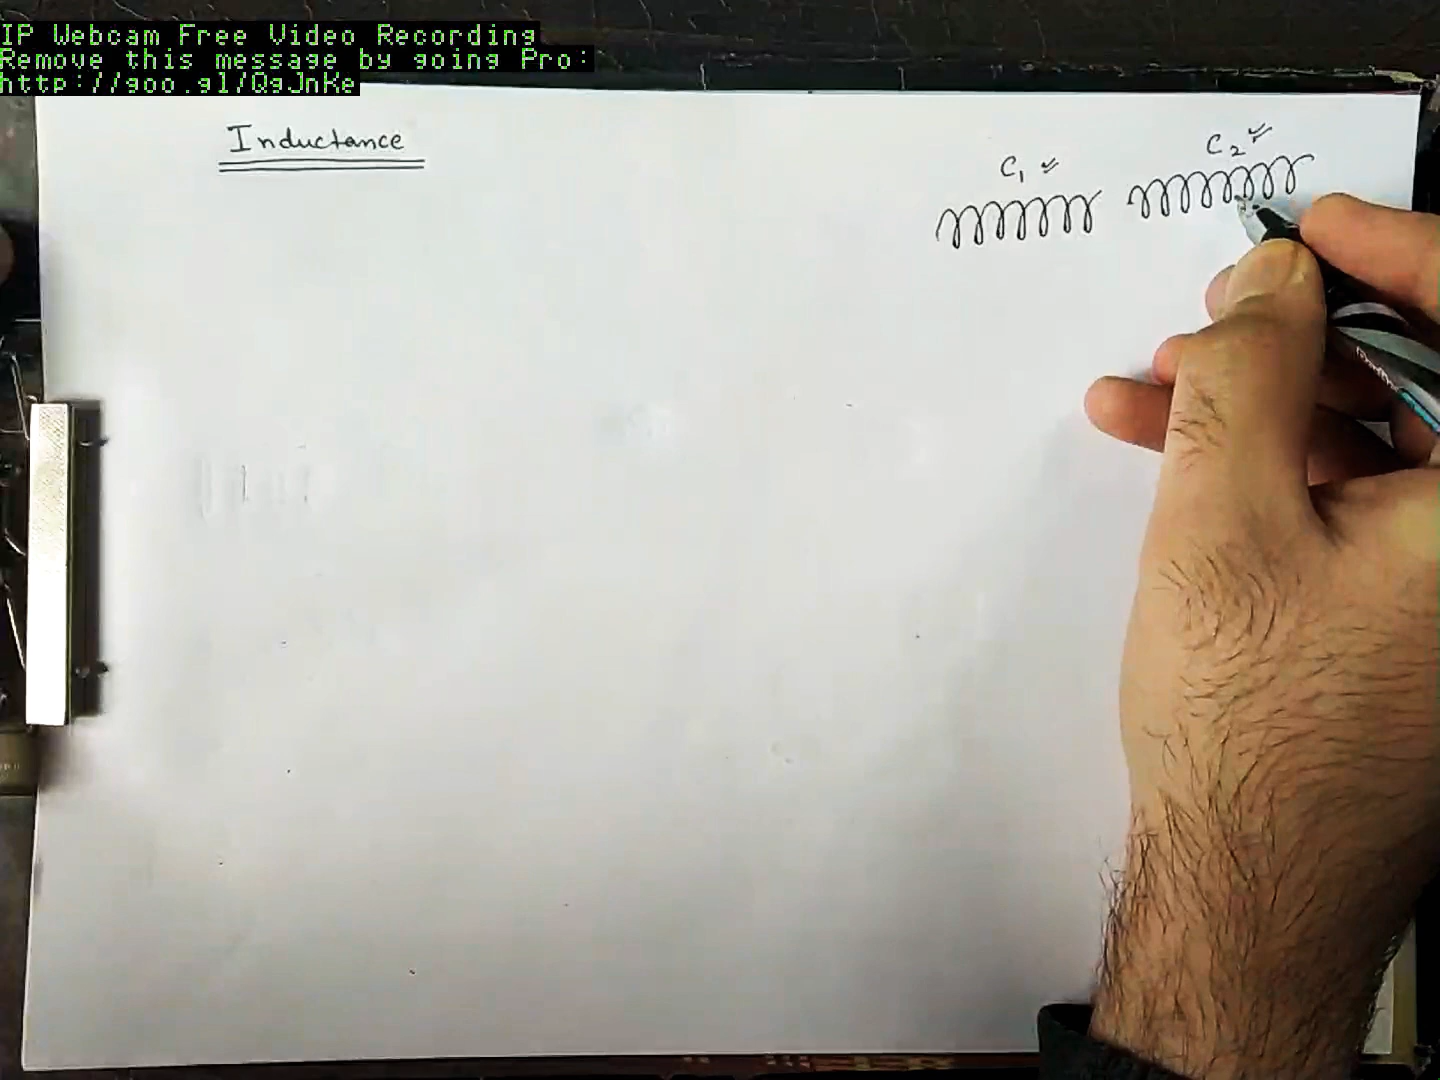 IP Webcam Free Video Recording
Remove this message by going Pro:
http://goo.gl/QgJnKe
Inductance
C₁ C₂